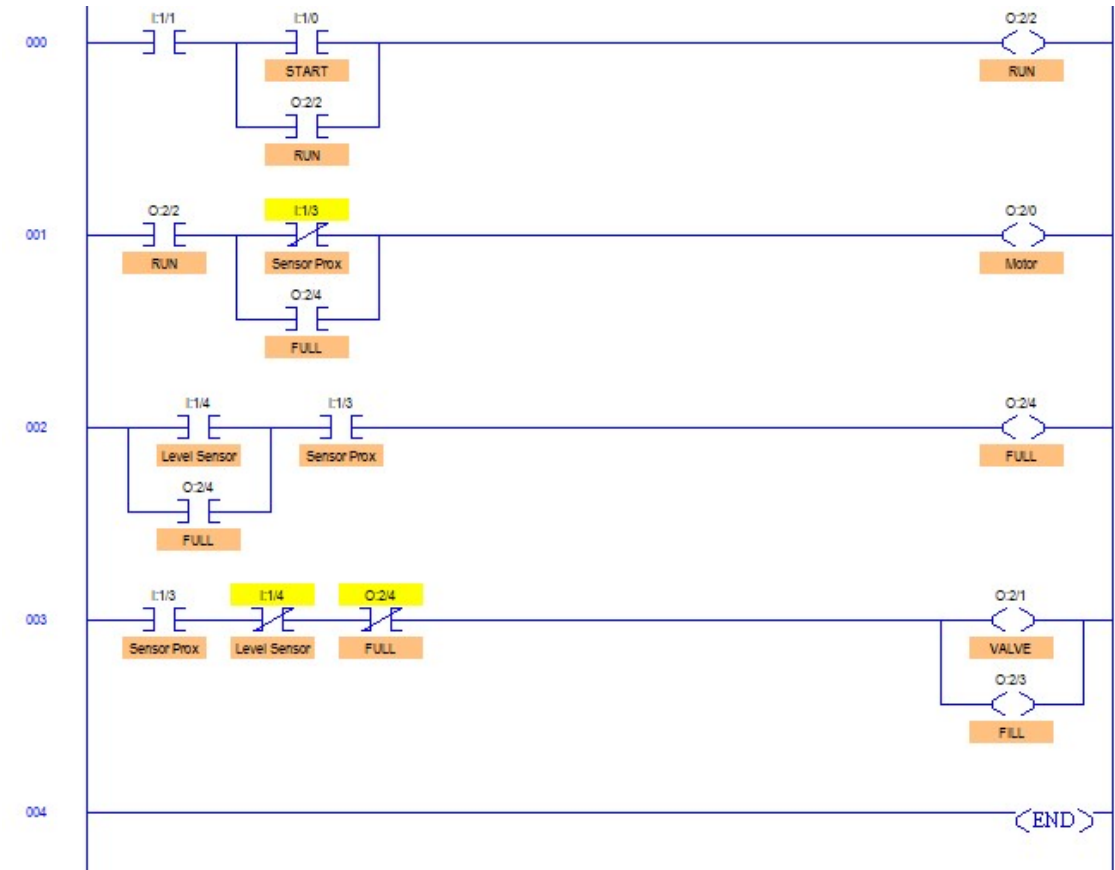 I:1/1 I:1/0 O:2/2
000
START RUN
O:2/2
RUN
O:2/2 I:1/3 O:2/0
001
RUN Sensor Prox Motor
O:2/4
FULL
I:1/4 I:1/3 O:2/4
002
Level Sensor Sensor Prox FULL
O:2/4
FULL
I:1/3 I:1/4 O:2/4 O:2/1
003
Sensor Prox Level Sensor FULL VALVE
O:2/3
FILL
004
END